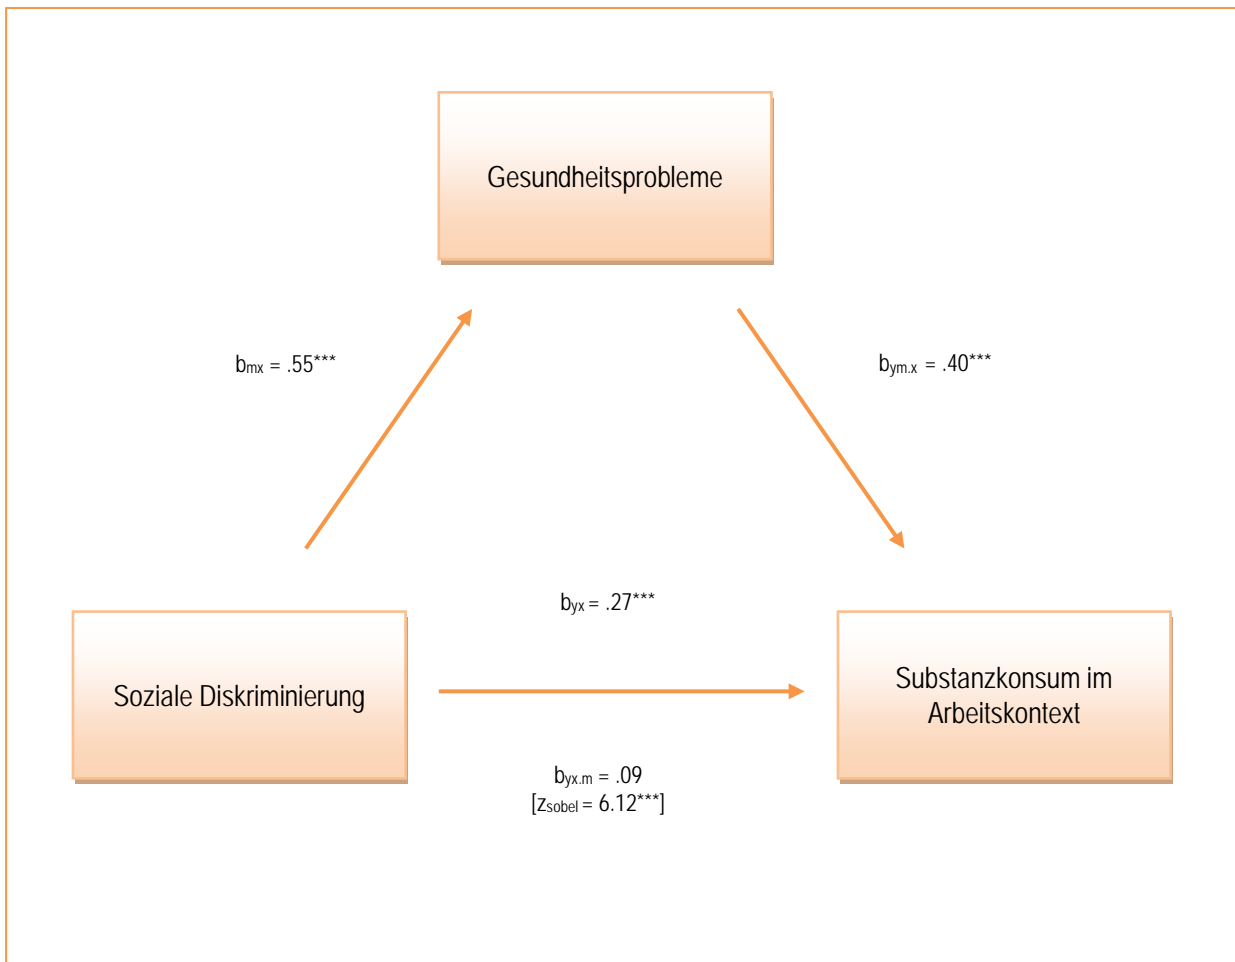 Gesundheitsprobleme
bmx = .55***
bym.x = .40***
byx = .27***
Soziale Diskriminierung
Substanzkonsum im
Arbeitskontext
byx.m = .09
[zsobel = 6.12***]